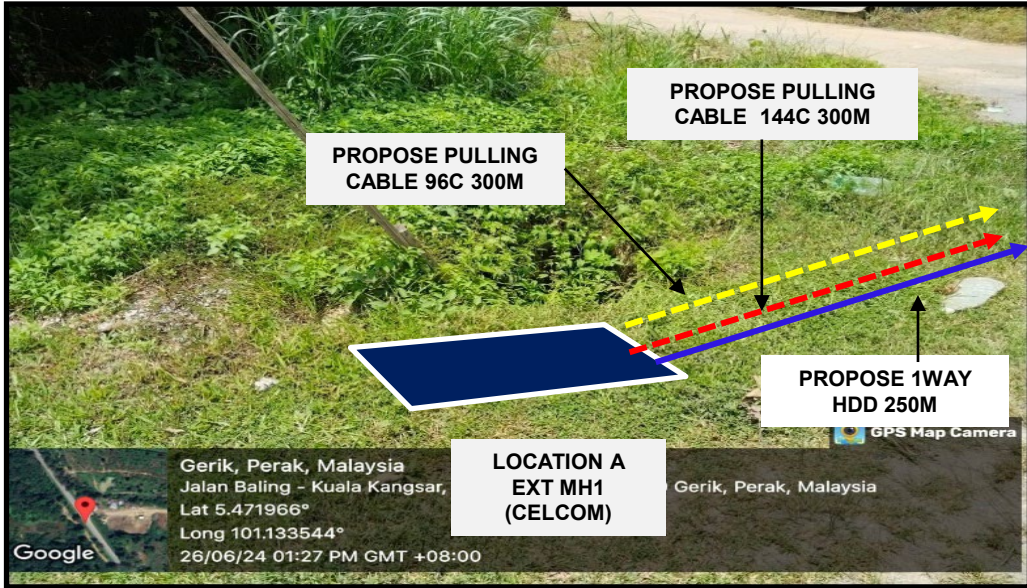 PROPOSE PULLING
CABLE 144C 300M
PROPOSE PULLING
CABLE 96C 300M
PROPOSE 1WAY
HDD 250M
GPS Map Camera
LOCATION A
EXT MH1
(CELCOM)
Gerik, Perak, Malaysia
Jalan Baling - Kuala Kangsar, Gerik, Perak, Malaysia
Lat 5.471966°
Long 101.133544°
26/06/24 01:27 PM GMT +08:00
Google